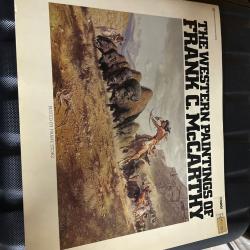 THE WESTERN PAINTINGS OF
FRANK C. McCARTHY